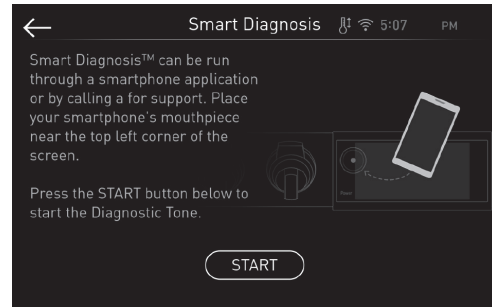 Smart Diagnosis 5:07 PM
Smart Diagnosis™ can be run
through a smartphone application
or by calling a for support. Place
your smartphone's mouthpiece
near the top left corner of the
screen.
Press the START button below to
start the Diagnostic Tone.
START